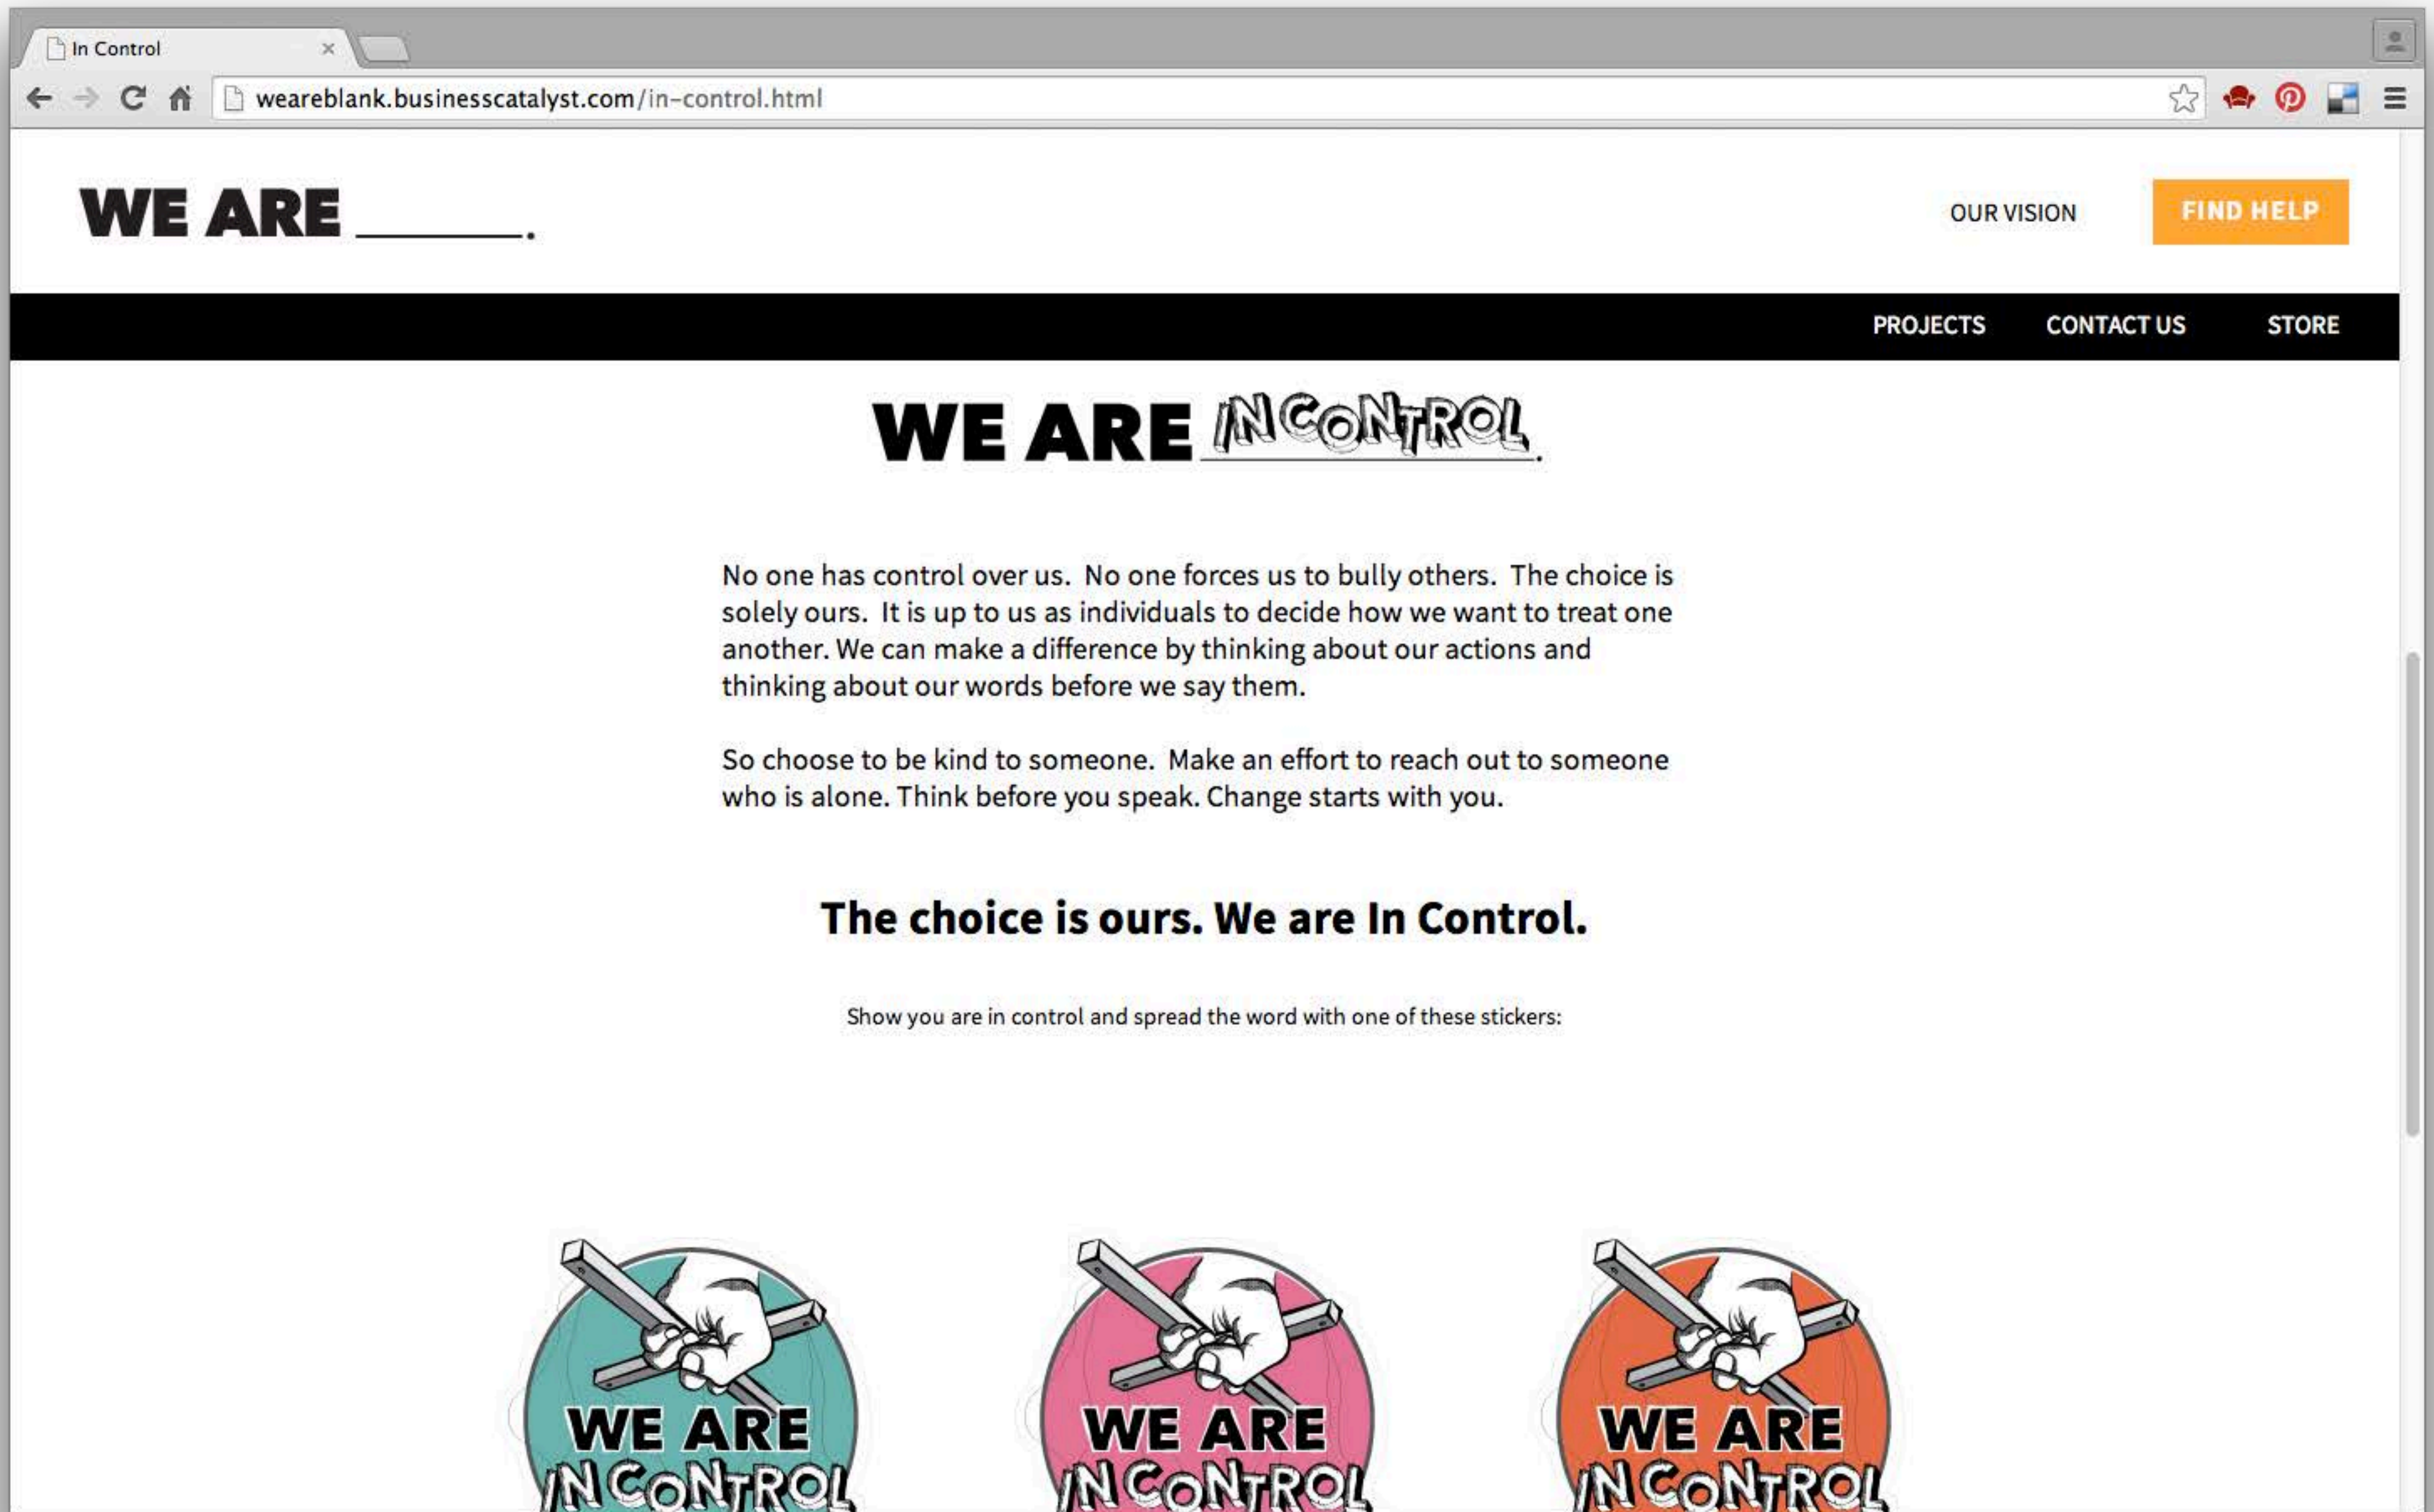 In Control
weareblank.businesscatalyst.com/in-control.html
WE ARE ______.
OUR VISION
FIND HELP
PROJECTS CONTACT US STORE
WE ARE IN CONTROL.
No one has control over us.  No one forces us to bully others.  The choice is
solely ours.  It is up to us as individuals to decide how we want to treat one
another. We can make a difference by thinking about our actions and
thinking about our words before we say them.
So choose to be kind to someone.  Make an effort to reach out to someone
who is alone. Think before you speak. Change starts with you.
The choice is ours. We are In Control.
Show you are in control and spread the word with one of these stickers:
WE ARE
IN CONTROL
WE ARE
IN CONTROL
WE ARE
IN CONTROL